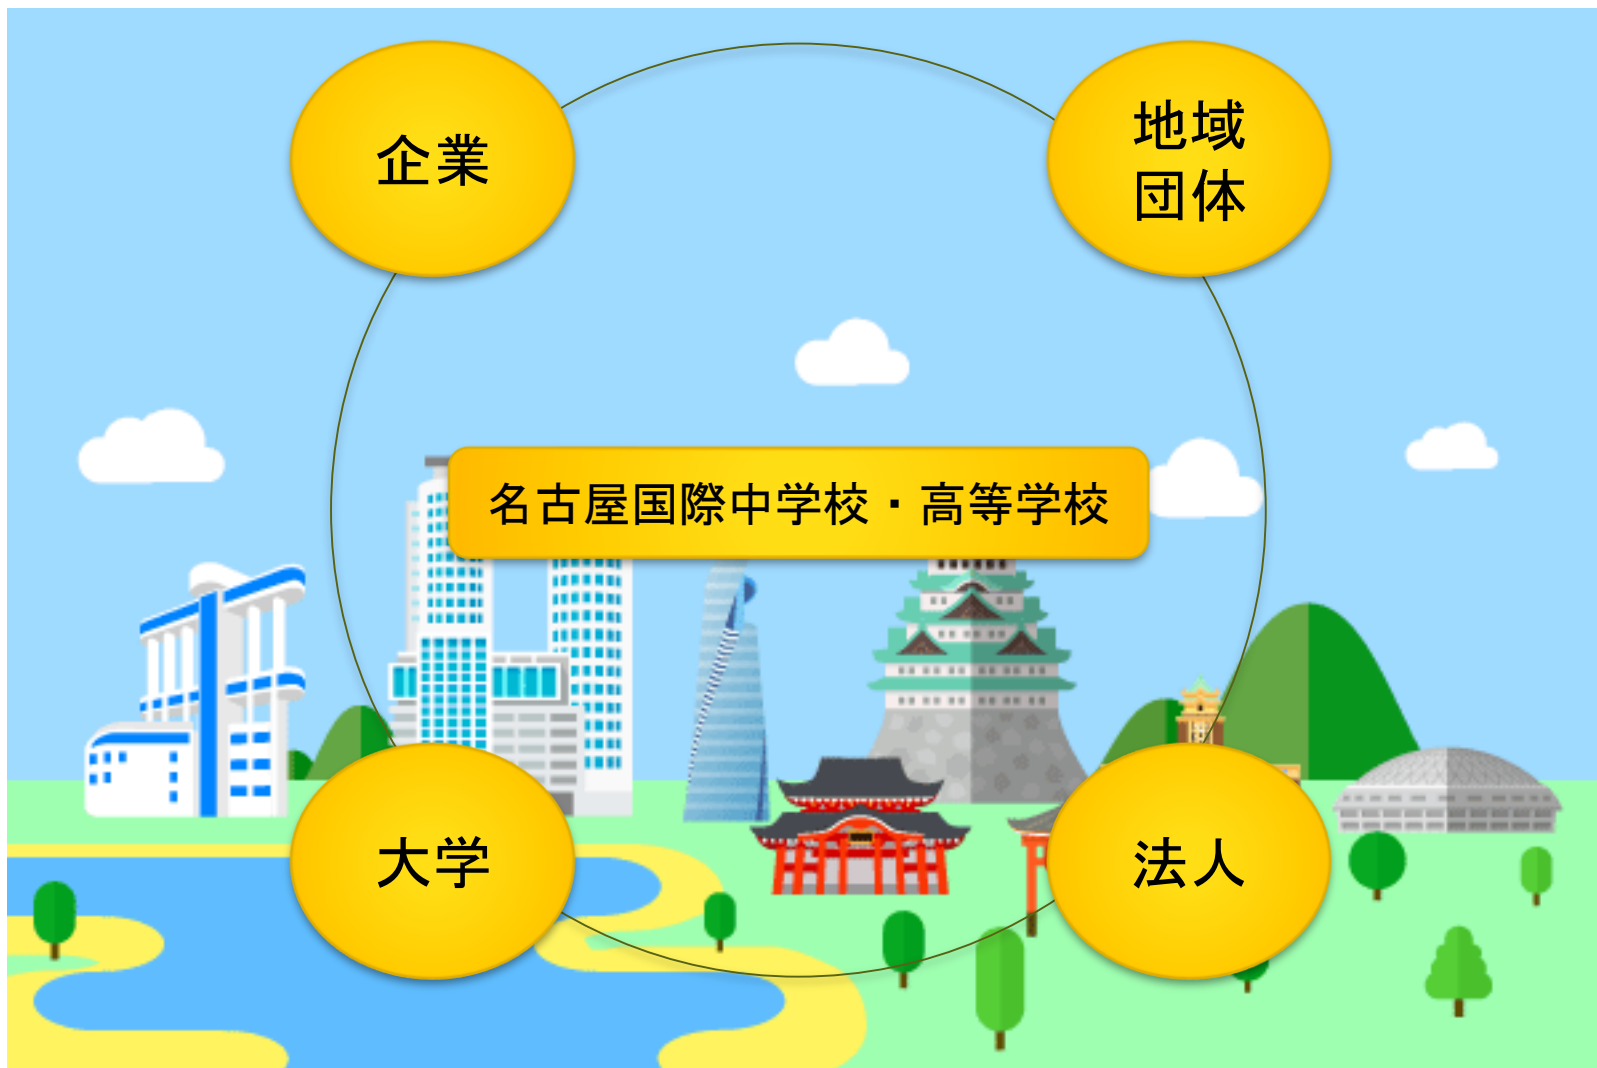 企業
地域
団体
名古屋国際中学校・高等学校
大学
法人